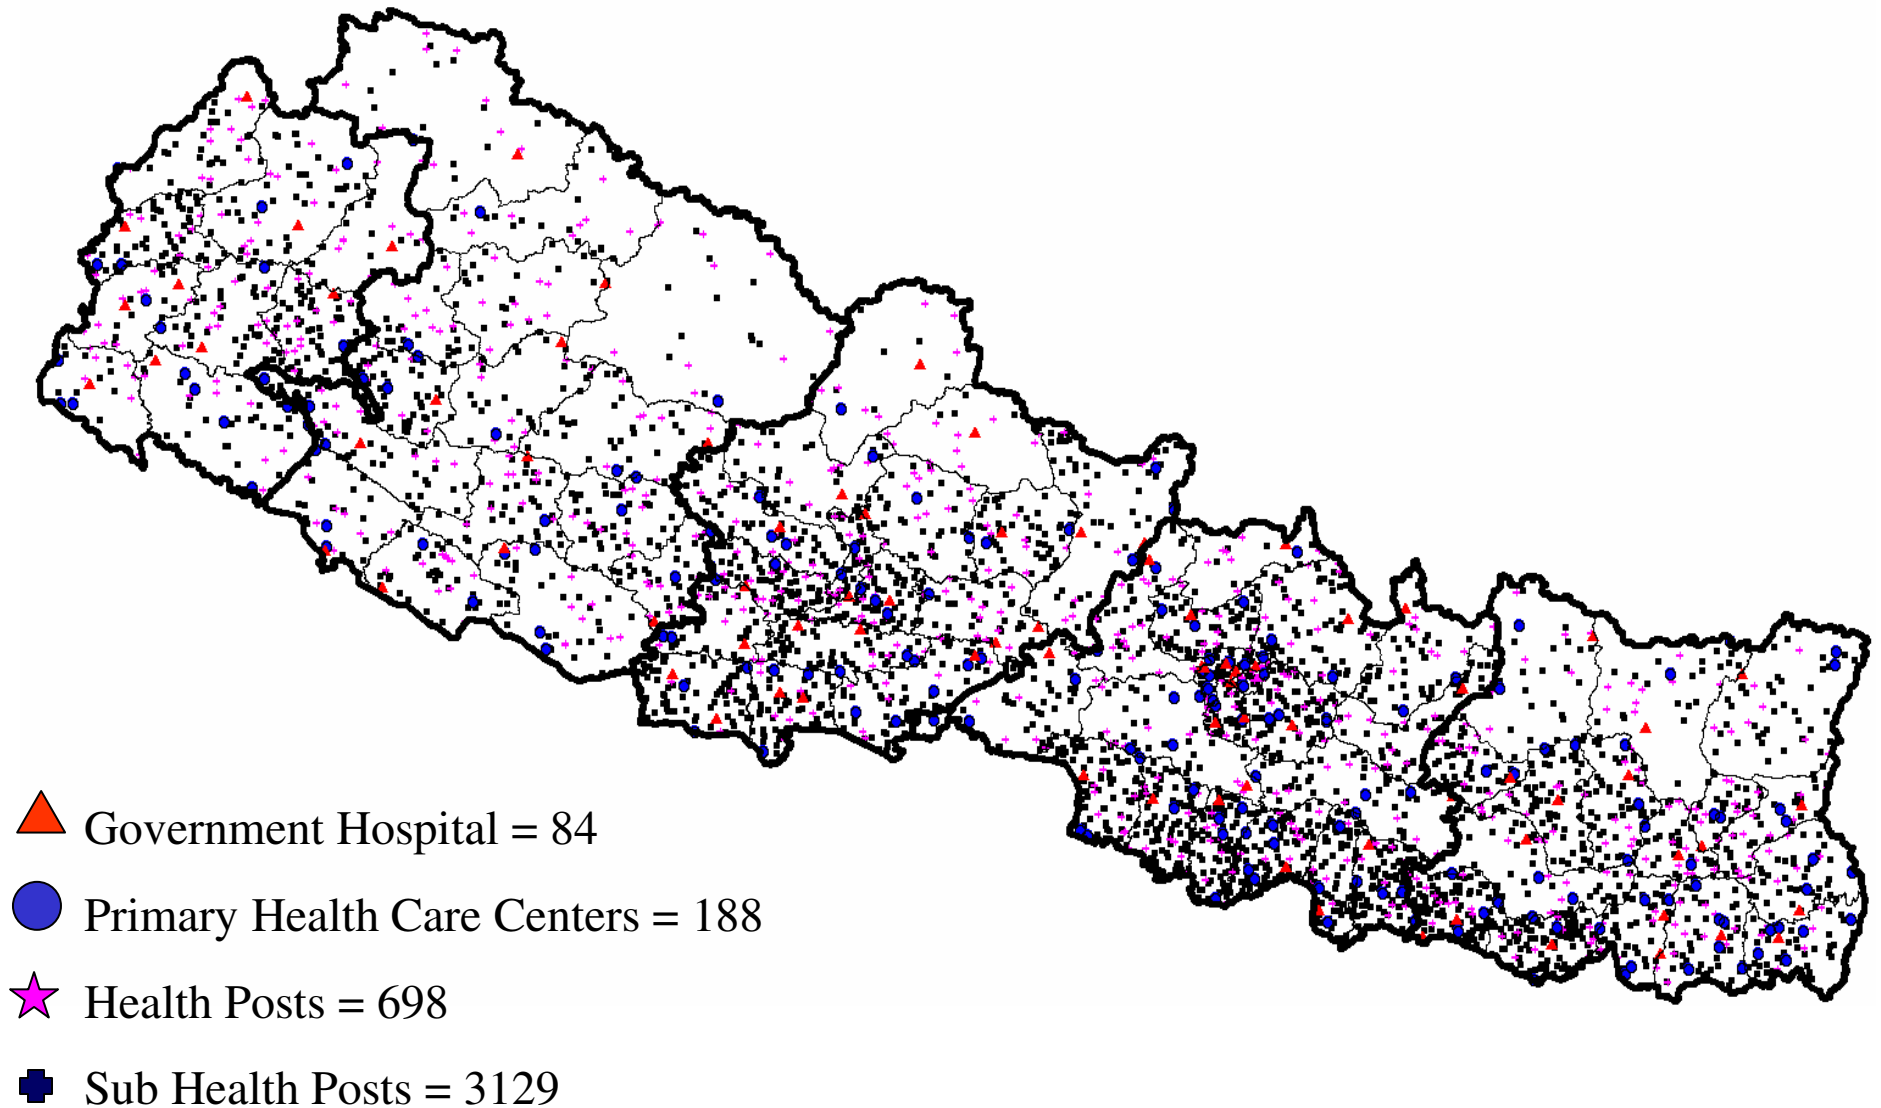 Government Hospital = 84
Primary Health Care Centers = 188
Health Posts = 698
Sub Health Posts = 3129